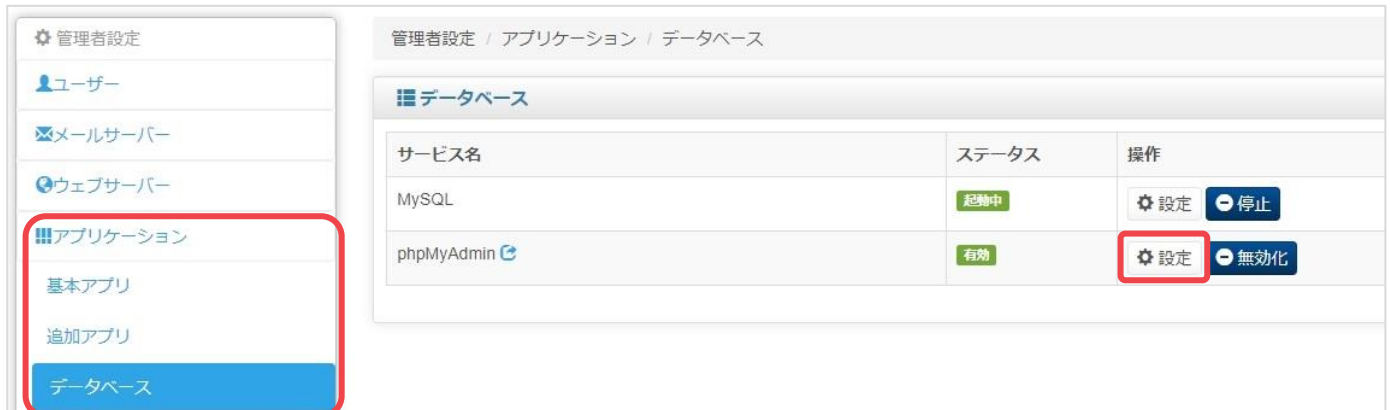 管理者設定
ユーザー
メールサーバー
ウェブサーバー
アプリケーション
基本アプリ
追加アプリ
データベース
管理者設定 / アプリケーション / データベース
データベース
サービス名 ステータス 操作
MySQL 起動中 設定 停止
phpMyAdmin 有効 設定 無効化